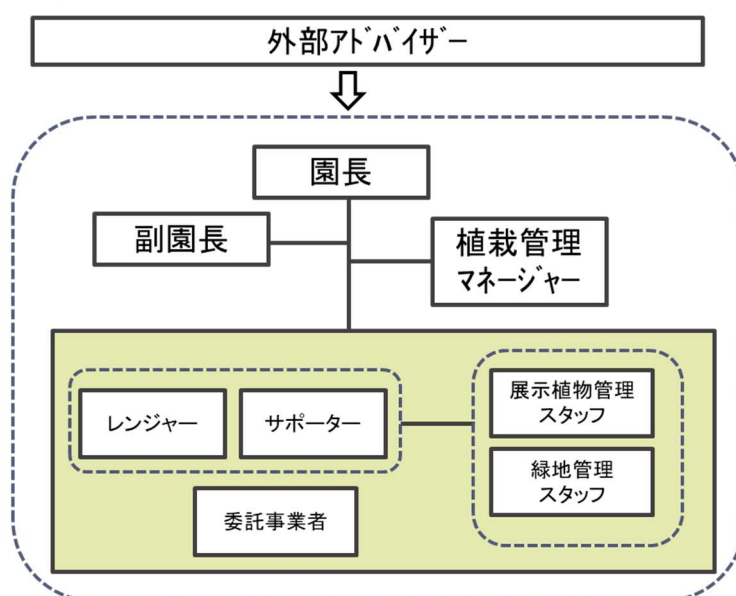 外部ｱﾄﾞﾊﾞｲｻﾞｰ
園長
副園長
植栽管理
ﾏﾈｰｼﾞｬｰ
レンジャー
サポーター
展示植物管理
スタッフ
緑地管理
スタッフ
委託事業者